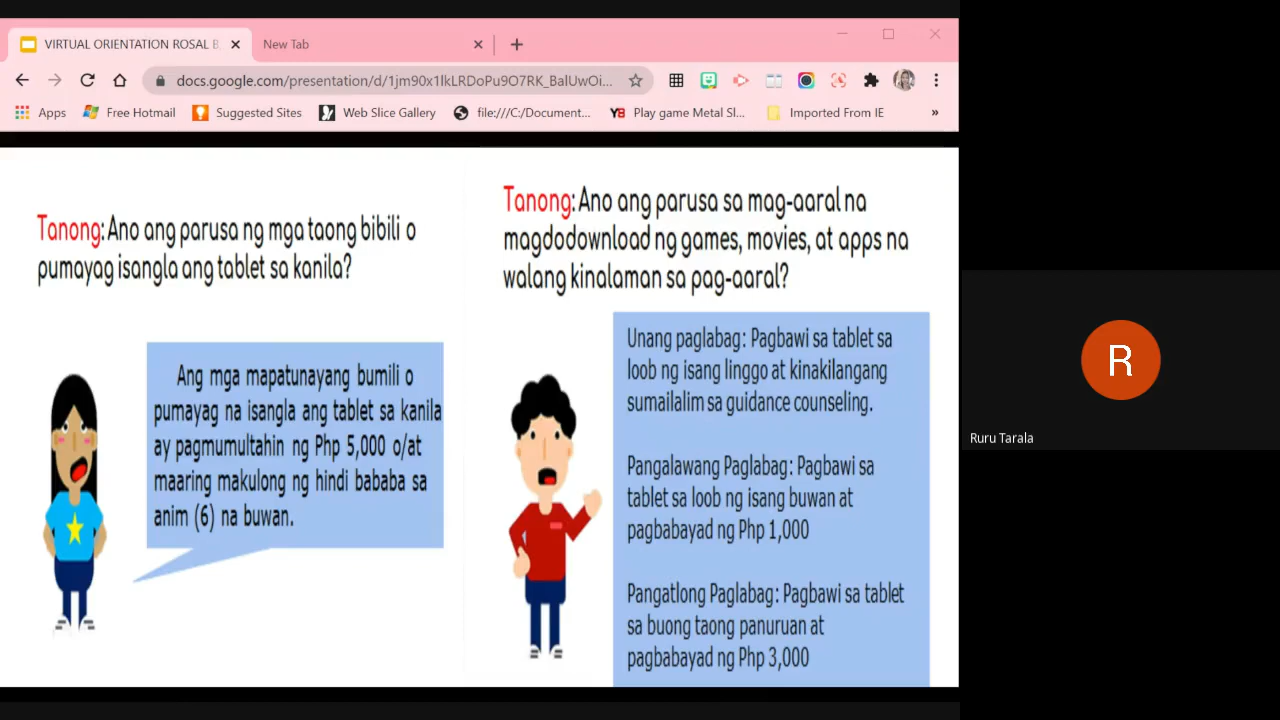 VIRTUAL ORIENTATION ROSAL B
New Tab
docs.google.com/presentation/d/1jm90x1lkLRDoPu9O7RK_BalUwOi...
Apps
Free Hotmail
Suggested Sites
Web Slice Gallery
file:///C:/Document...
Y8
Play game Metal Sl...
Imported From IE
»
Tanong: Ano ang parusa ng mga taong bibili o
pumayag isangla ang tablet sa kanila?
Ang mga mapatunayang bumili o
pumayag na isangla ang tablet sa kanila
ay pagmumultahin ng Php 5,000 o/at
maaring makulong ng hindi bababa sa
anim (6) na buwan.
Tanong: Ano ang parusa sa mag-aaral na
magdodownload ng games, movies, at apps na
walang kinalaman sa pag-aaral?
Unang paglabag: Pagbawi sa tablet sa
loob ng isang linggo at kinakilangang
sumailalim sa guidance counseling.
Pangalawang Paglabag: Pagbawi sa
tablet sa loob ng isang buwan at
pagbabayad ng Php 1,000
Pangatlong Paglabag: Pagbawi sa tablet
sa buong taong panuruan at
pagbabayad ng Php 3,000
R
Ruru Tarala